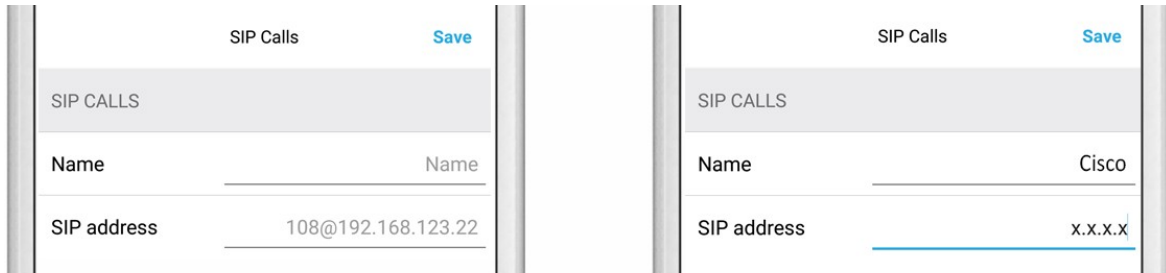 SIP Calls Save
SIP CALLS
Name Name
SIP address 108@192.168.123.22
SIP Calls Save
SIP CALLS
Name Cisco
SIP address x.x.x.x